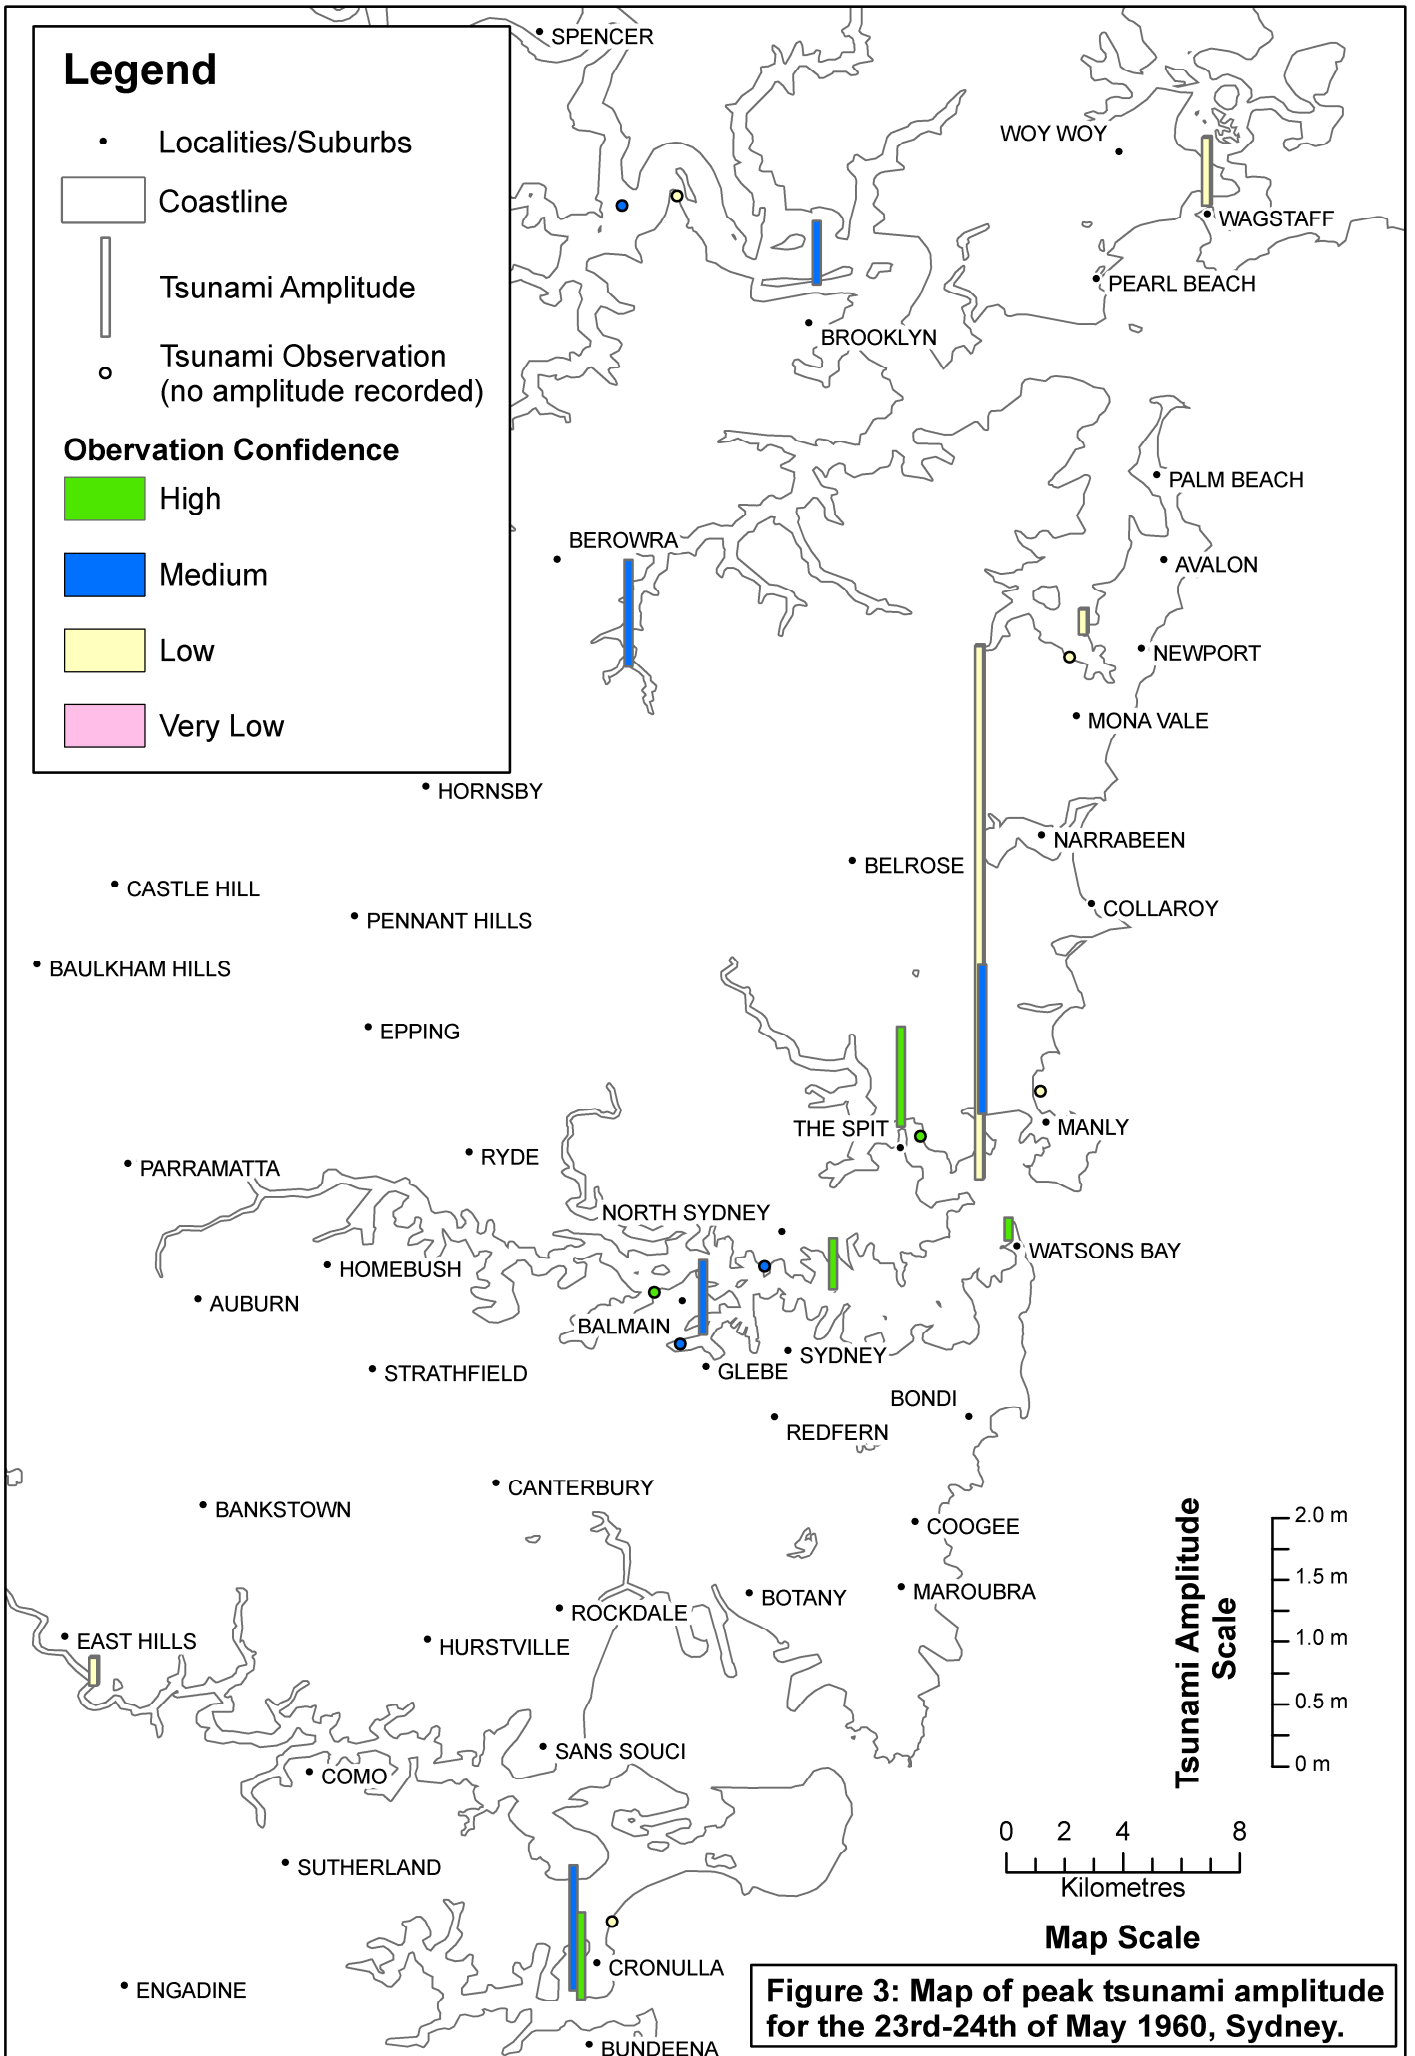 SPENCER
Legend
Localities/Suburbs
Coastline
Tsunami Amplitude
Tsunami Observation
(no amplitude recorded)
Obervation Confidence
High
Medium
Low
Very Low
WOY WOY
WAGSTAFF
PEARL BEACH
BROOKLYN
PALM BEACH
BEROWRA
AVALON
NEWPORT
MONA VALE
HORNSBY
NARRABEEN
BELROSE
CASTLE HILL
COLLAROY
PENNANT HILLS
BAULKHAM HILLS
EPPING
THE SPIT
MANLY
RYDE
PARRAMATTA
NORTH SYDNEY
WATSONS BAY
HOMEBUSH
AUBURN
BALMAIN
SYDNEY
STRATHFIELD
GLEBE
BONDI
REDFERN
CANTERBURY
BANKSTOWN
COOGEE
BOTANY
MAROUBRA
ROCKDALE
EAST HILLS
HURSTVILLE
SANS SOUCI
COMO
SUTHERLAND
CRONULLA
ENGADINE
BUNDEENA
Tsunami Amplitude
Scale
2.0 m
1.5 m
1.0 m
0.5 m
0 m
0 2 4 8
Kilometres
Map Scale
Figure 3: Map of peak tsunami amplitude
for the 23rd-24th of May 1960, Sydney.